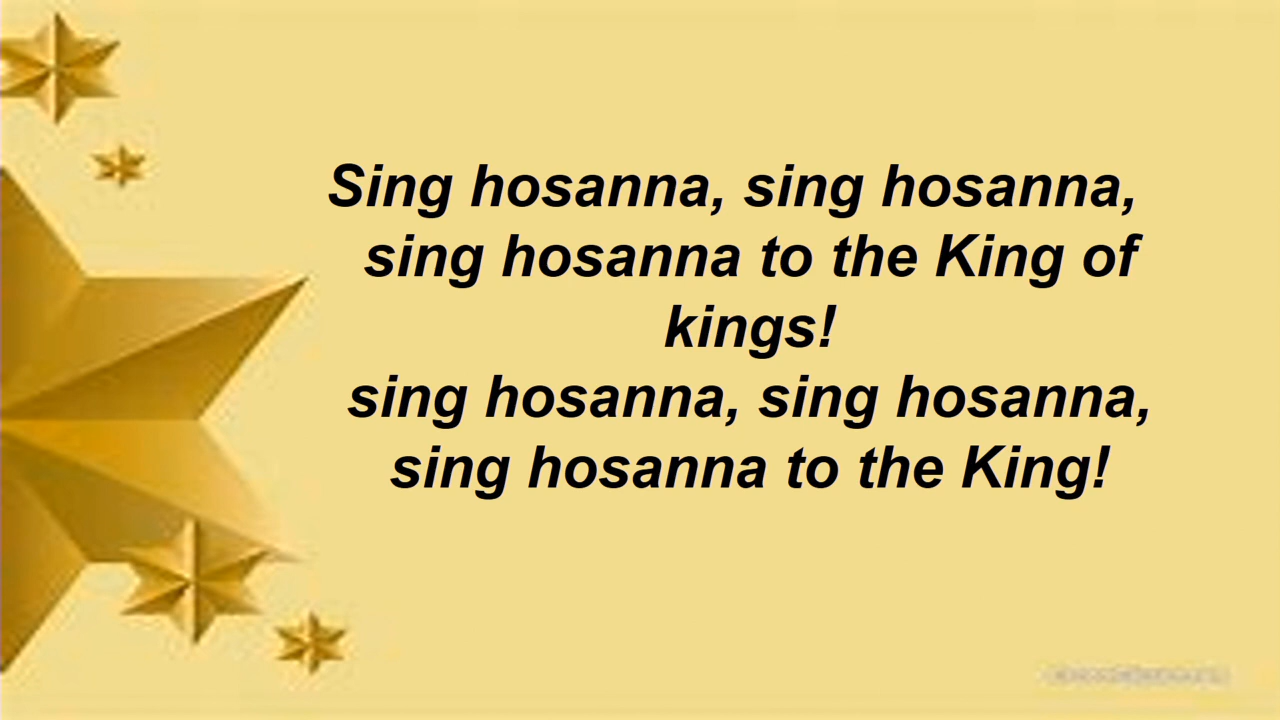 Sing hosanna, sing hosanna,
sing hosanna to the King of
kings!
sing hosanna, sing hosanna,
sing hosanna to the King!